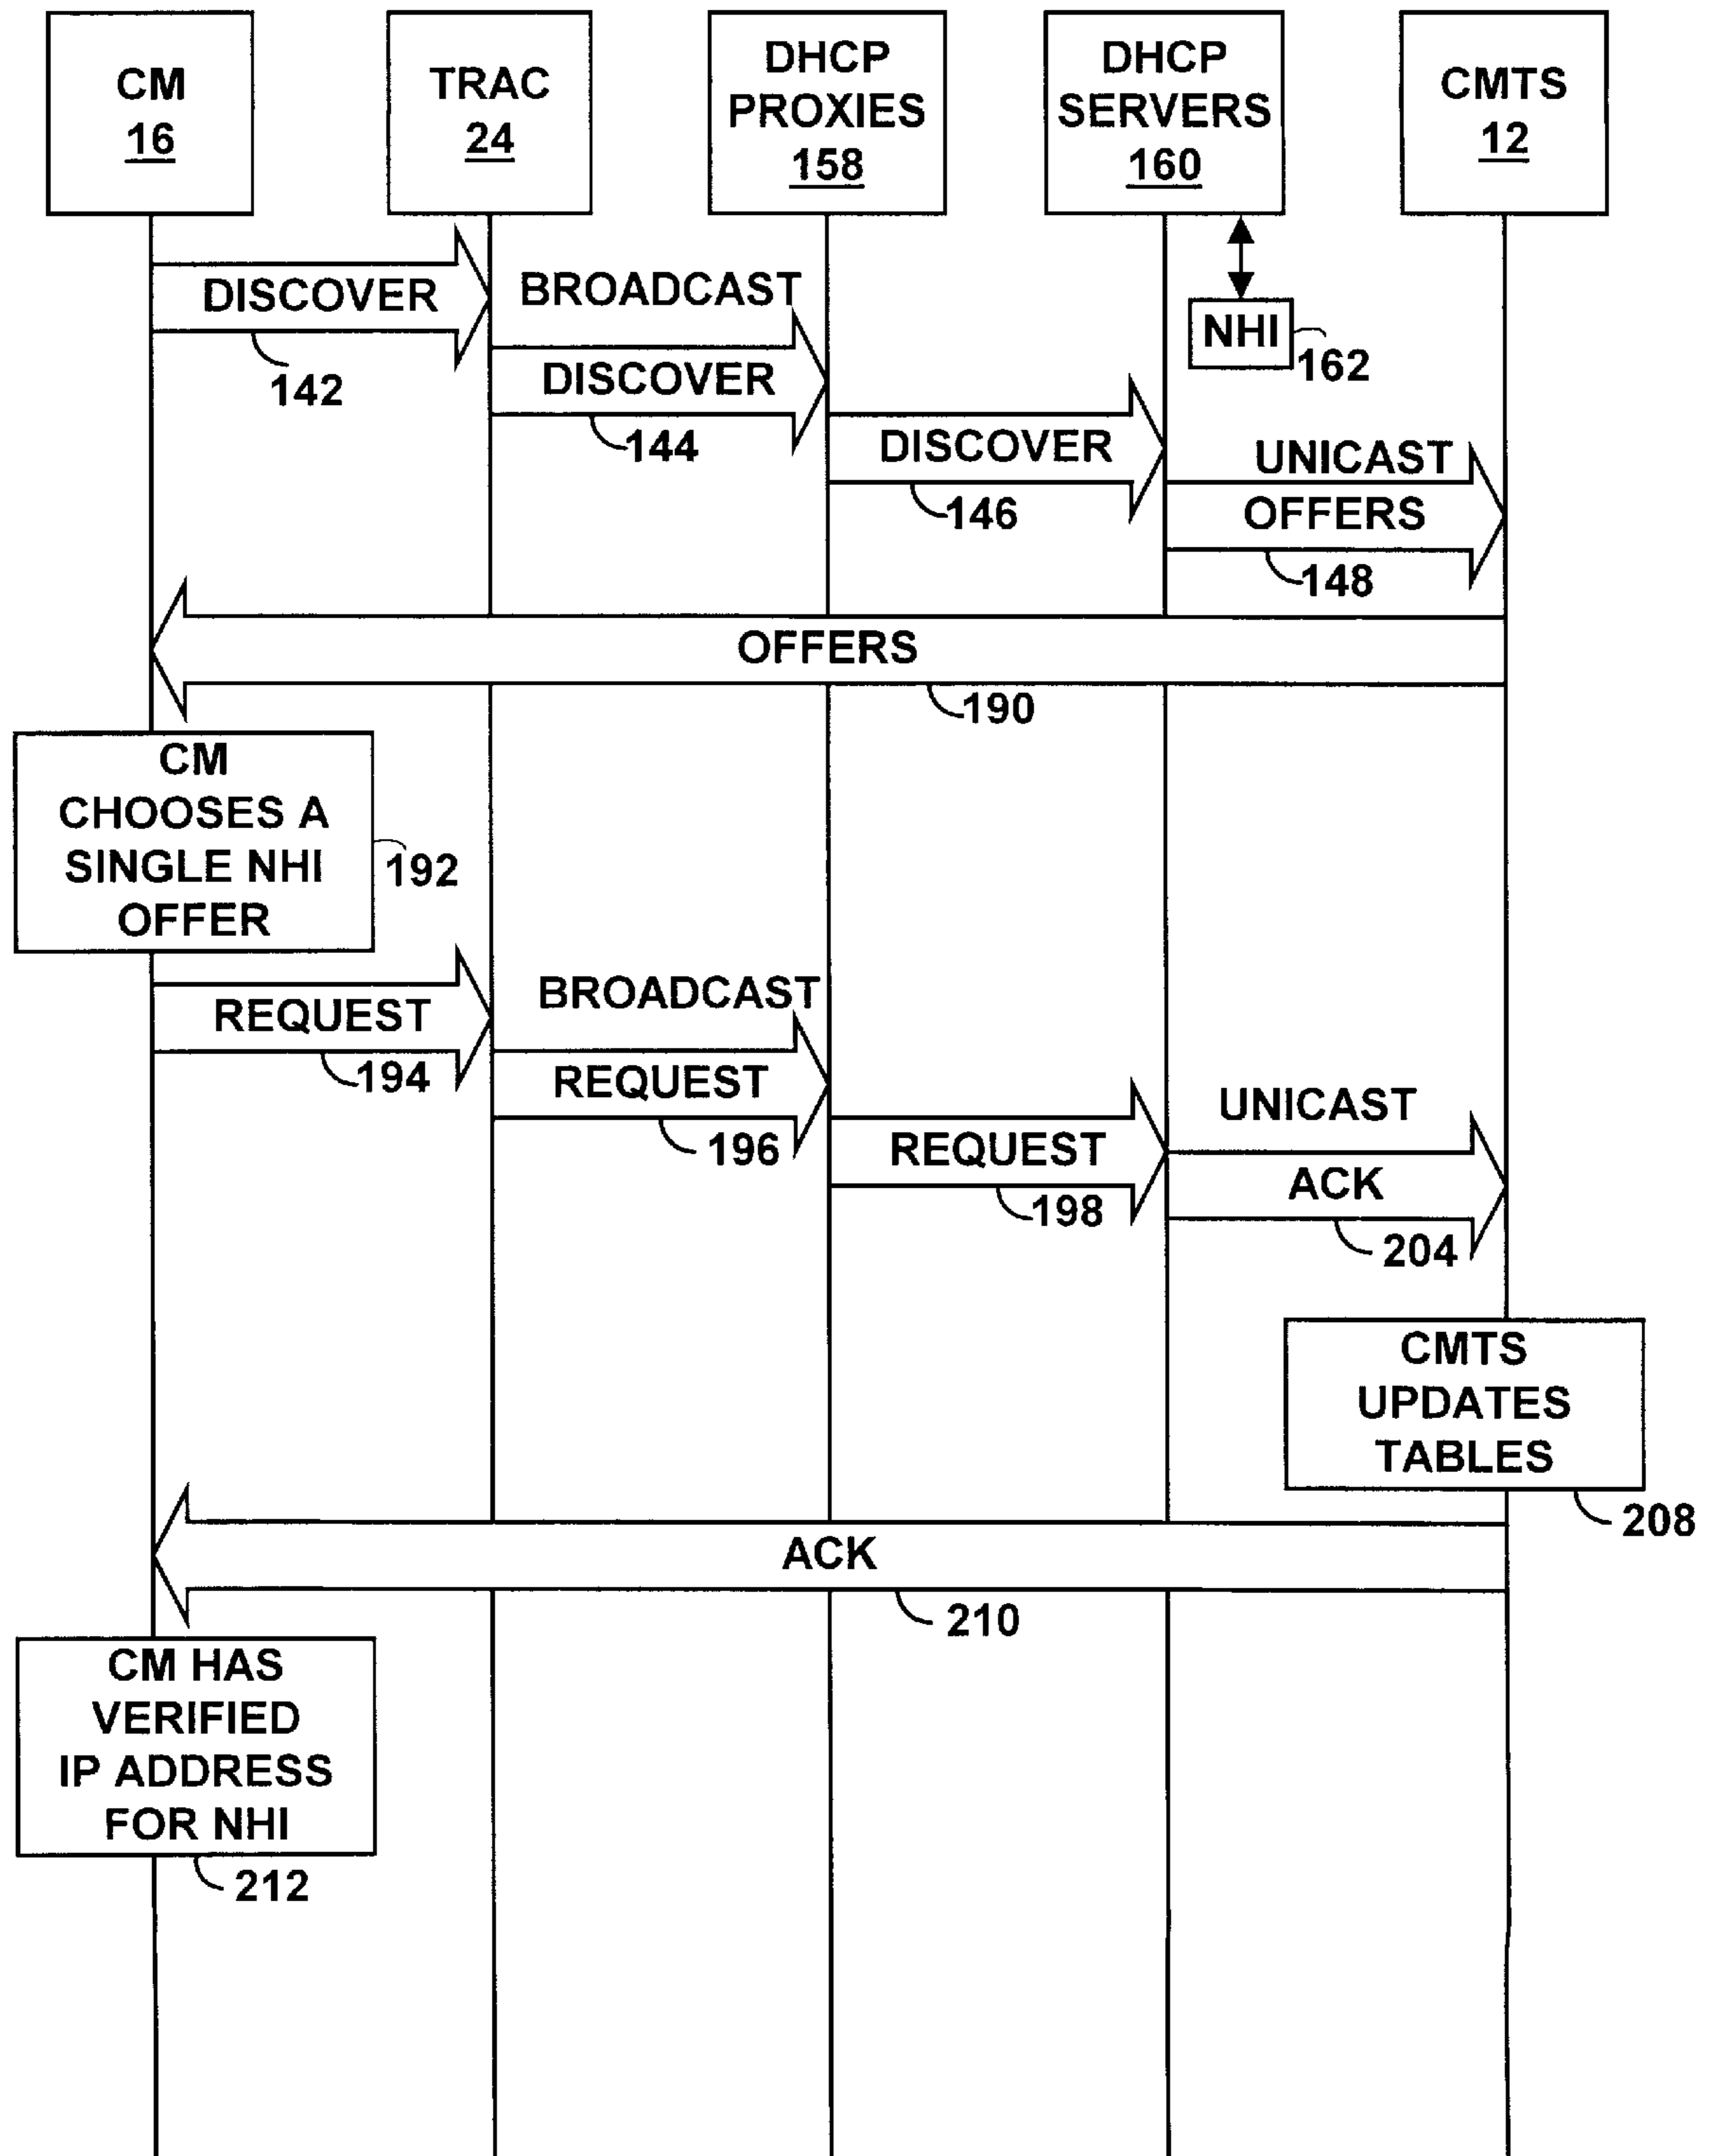 CM
16
TRAC
24
DHCP
PROXIES
158
DHCP
SERVERS
160
CMTS
12
DISCOVER
142
BROADCAST
DISCOVER
144
NHI
162
DISCOVER
146
UNICAST
OFFERS
148
OFFERS
190
CM
CHOOSES A
SINGLE NHI
OFFER
192
REQUEST
194
BROADCAST
REQUEST
196
REQUEST
198
UNICAST
ACK
204
CMTS
UPDATES
TABLES
208
ACK
210
CM HAS
VERIFIED
IP ADDRESS
FOR NHI
212